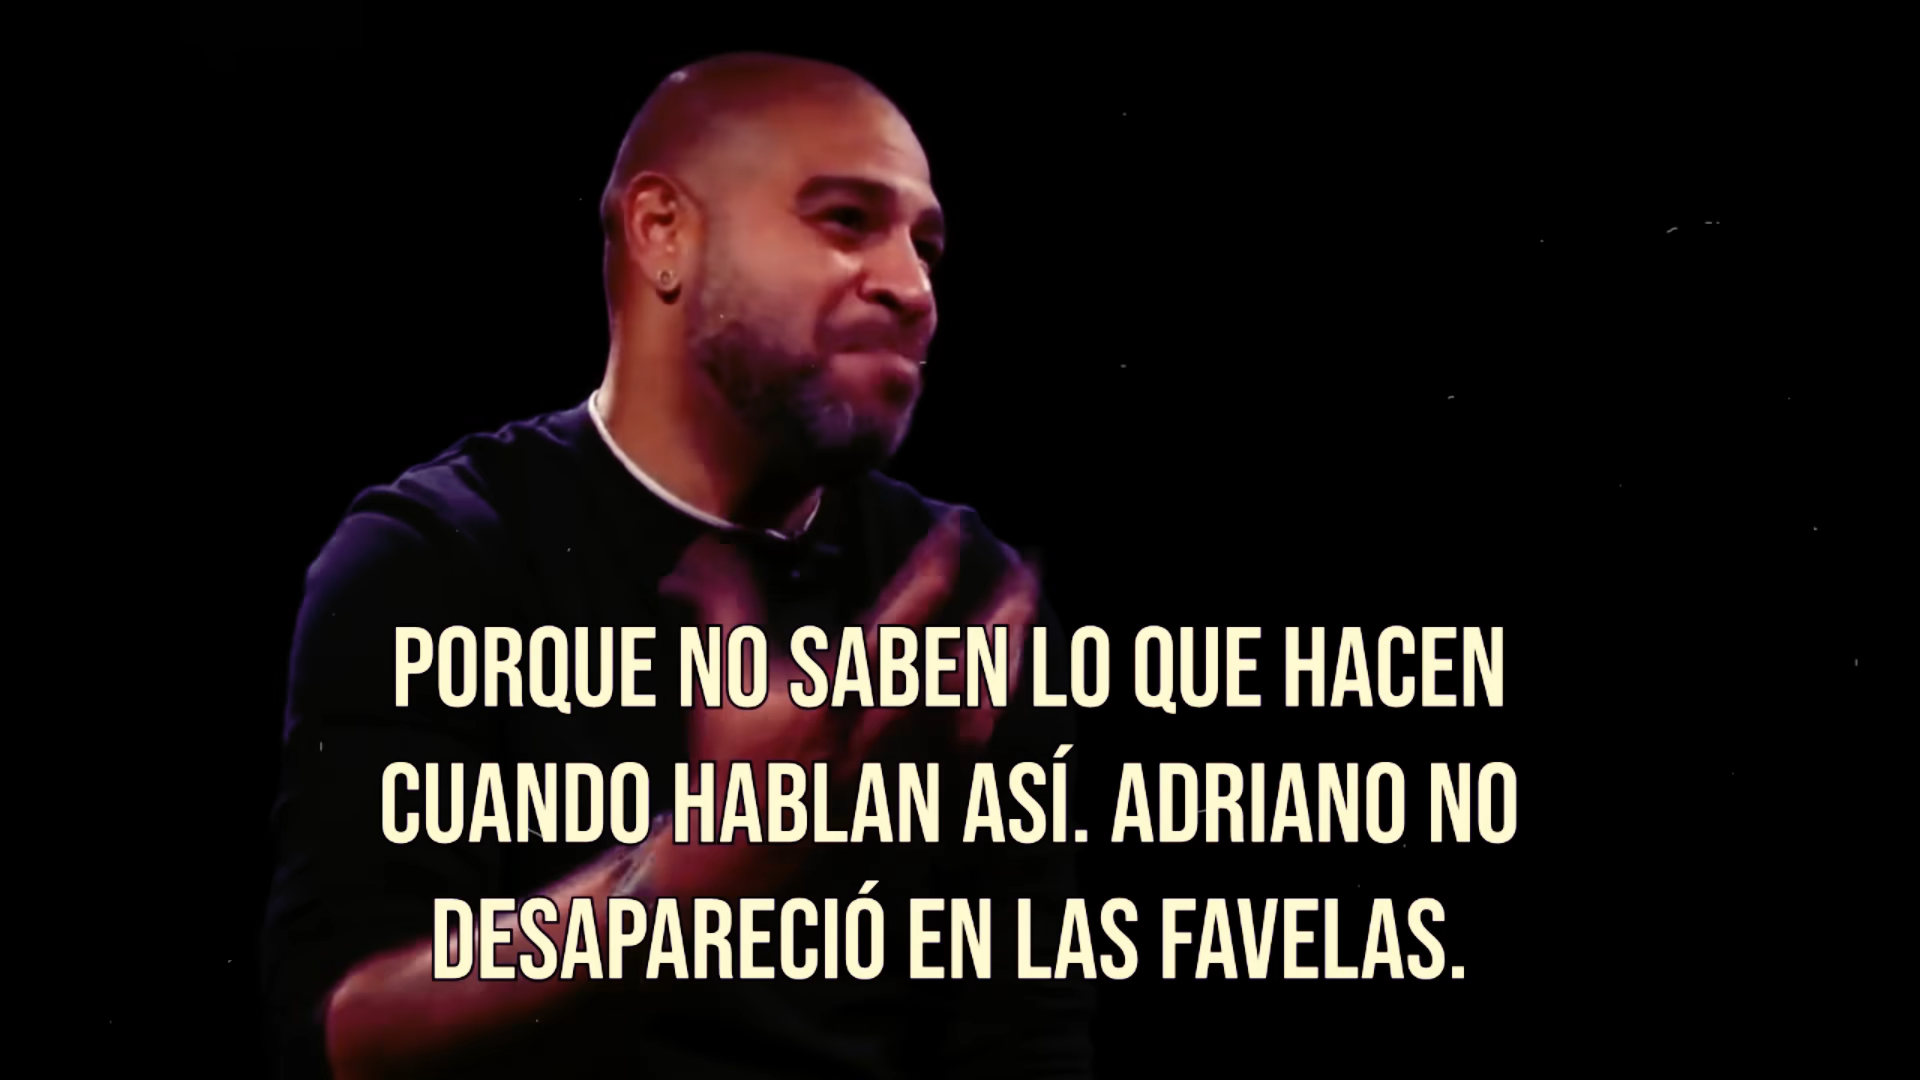 PORQUE NO SABEN LO QUE HACEN
CUANDO HABLAN ASÍ. ADRIANO NO
DESAPARECIÓ EN LAS FAVELAS.